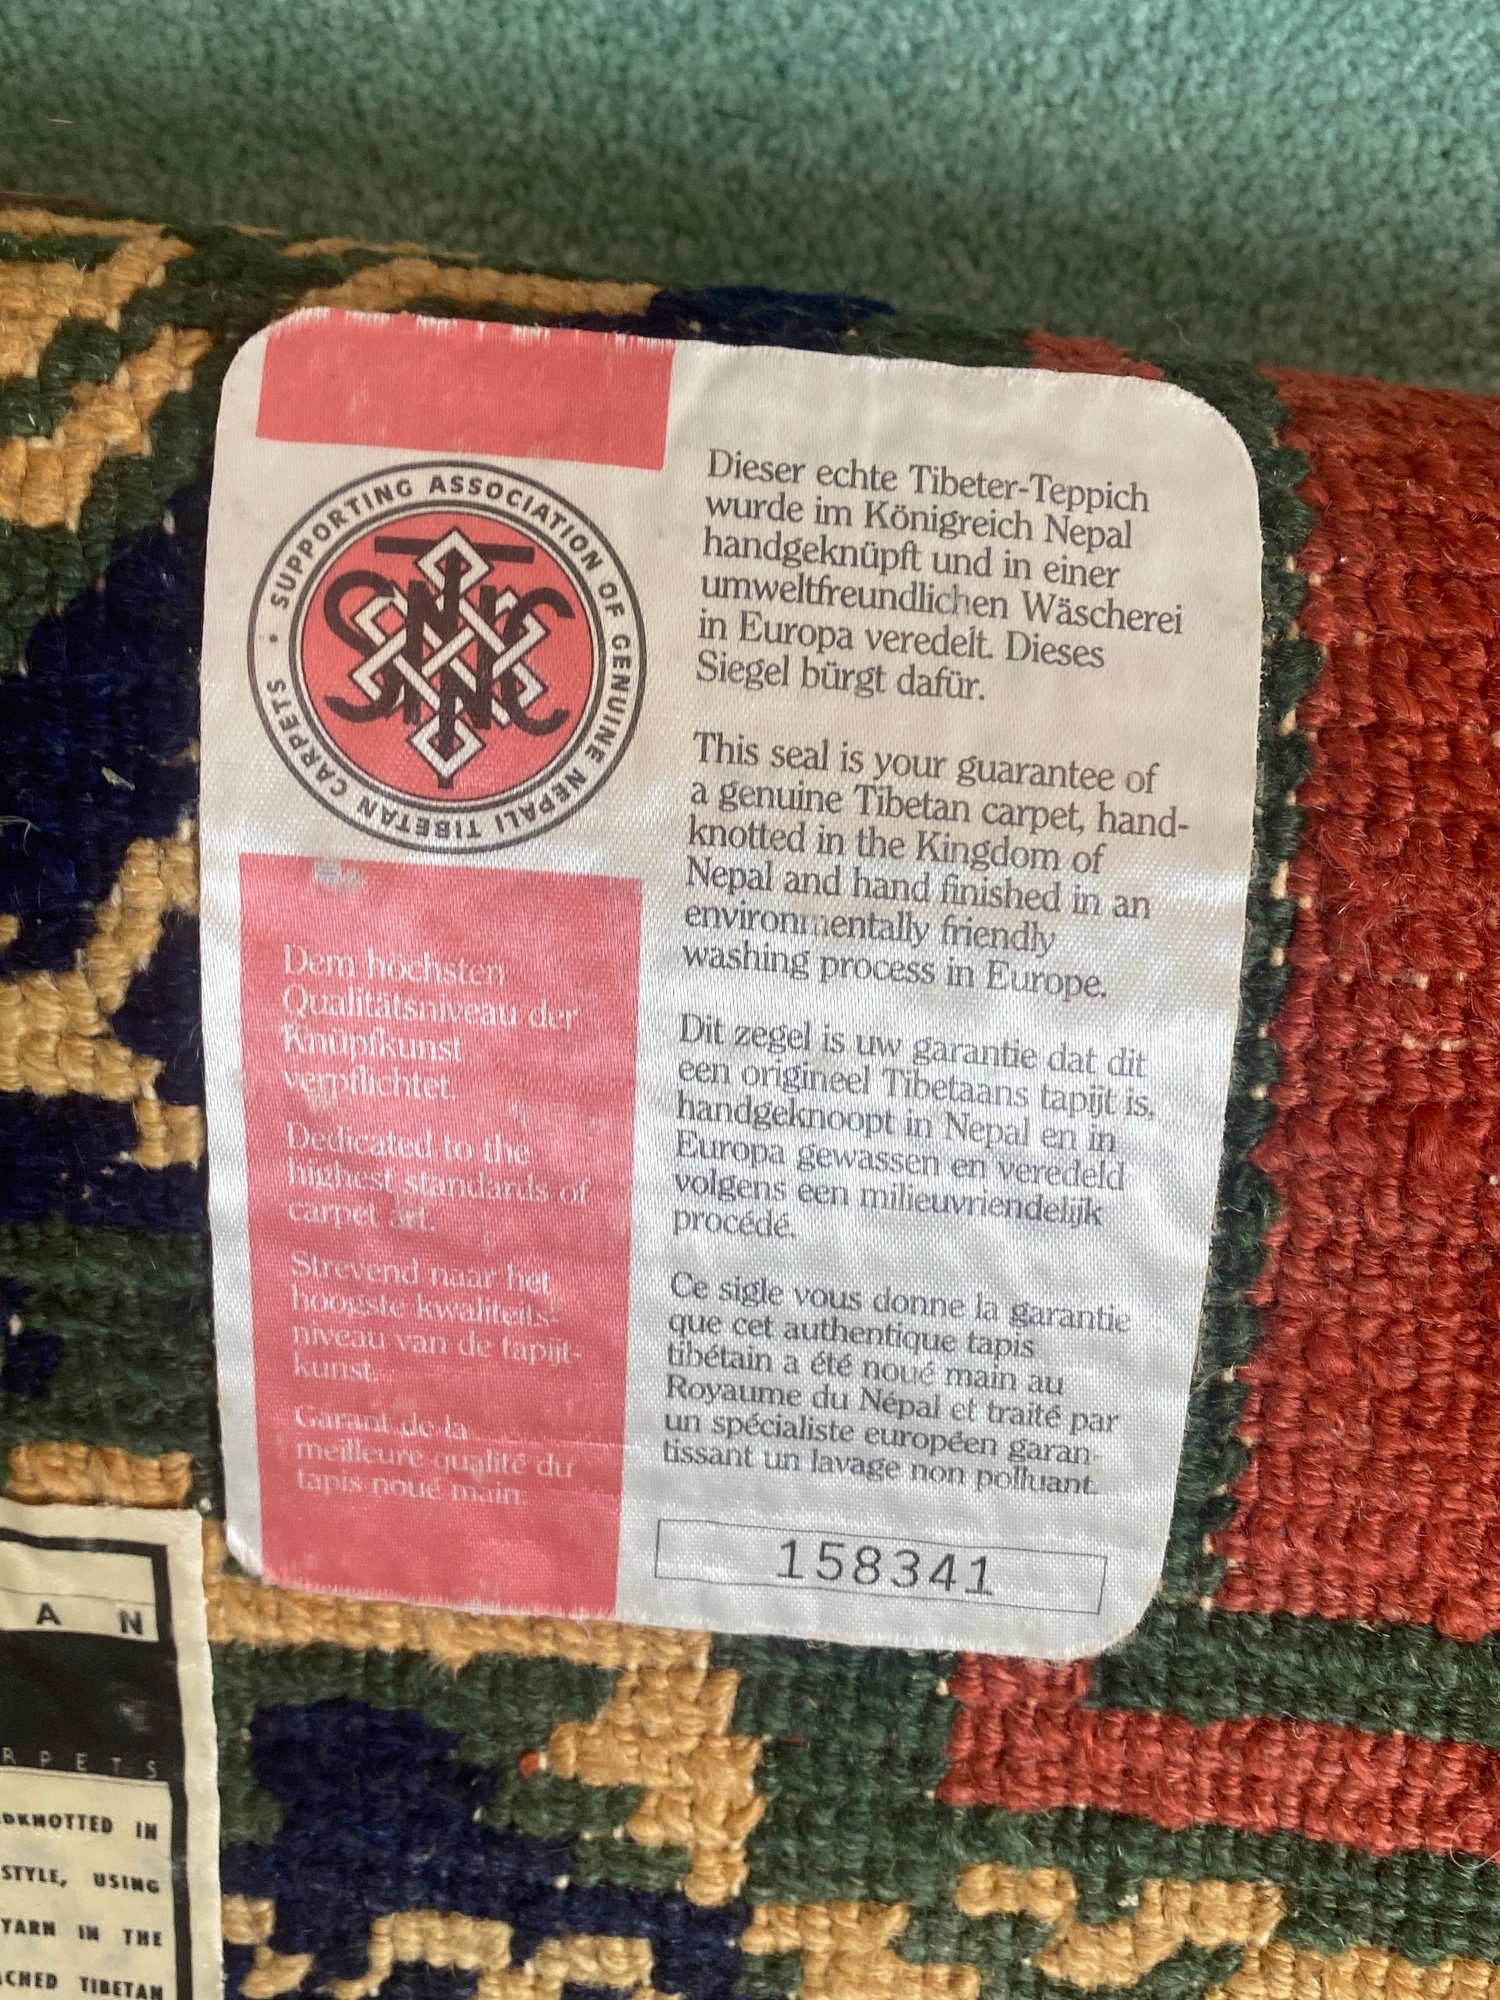 SUPPORTING ASSOCIATION OF GENUINE NEPALI TIBETAN CARPETS •
Dem höchsten
Qualitätsniveau der
Knüpfkunst
verpflichtet.
Dedicated to the
highest standards of
carpet art.
Strevend naar het
hoogste kwaliteits-
niveau van de tapijt-
kunst.
Garant de la
meilleure qualité du
tapis noué main.
Dieser echte Tibeter-Teppich
wurde im Königreich Nepal
handgeknüpft und in einer
umweltfreundlichen Wäscherei
in Europa veredelt. Dieses
Siegel bürgt dafür.
This seal is your guarantee of
a genuine Tibetan carpet, hand-
knotted in the Kingdom of
Nepal and hand finished in an
environmentally friendly
washing process in Europe.
Dit zegel is uw garantie dat dit
een origineel Tibetaans tapijt is,
handgeknoopt in Nepal en in
Europa gewassen en veredeld
volgens een milieuvriendelijk
procédé.
Ce sigle vous donne la garantie
que cet authentique tapis
tibétain a été noué main au
Royaume du Népal et traité par
un spécialiste européen garan-
tissant un lavage non polluant.
158341
A N
R P E T S
DKNOTTED IN
STYLE, USING
YARN IN THE
ACHED TIBETAN